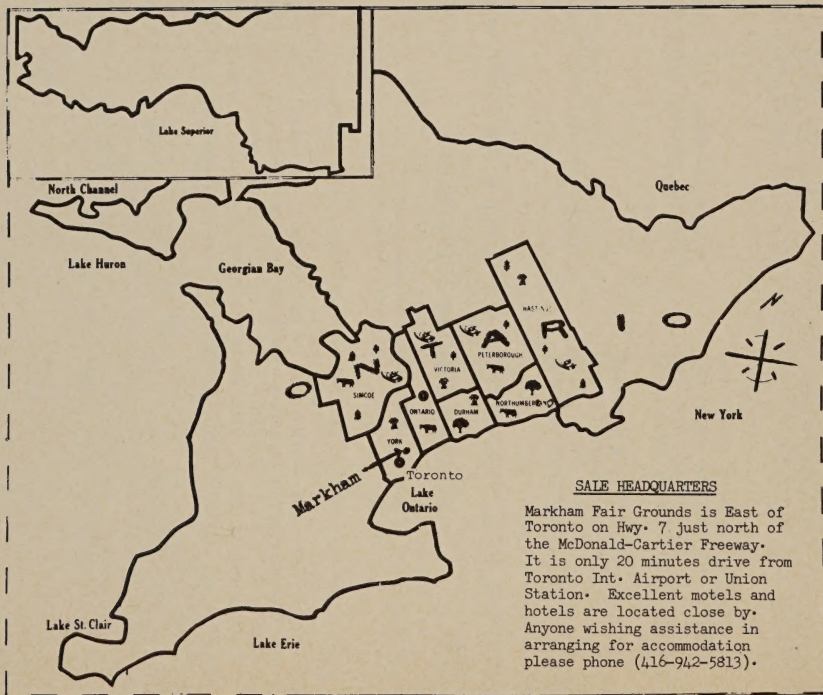 Lake Superior
North Channel
Quebec
Lake Huron
Georgian Bay
N
O N T A R I O
HASTINGS
PETERBOROUGH
VICTORIA
SIMCOE
ONTARIO
DURHAM
NORTHUMBERLAND
YORK
New York
Markham
Toronto
Lake
Ontario
SALE HEADQUARTERS
Markham Fair Grounds is East of
Toronto on Hwy. 7 just north of
the McDonald-Cartier Freeway.
It is only 20 minutes drive from
Toronto Int. Airport or Union
Station. Excellent motels and
hotels are located close by.
Anyone wishing assistance in
arranging for accommodation
please phone (416-942-5813).
Lake St. Clair
Lake Erie